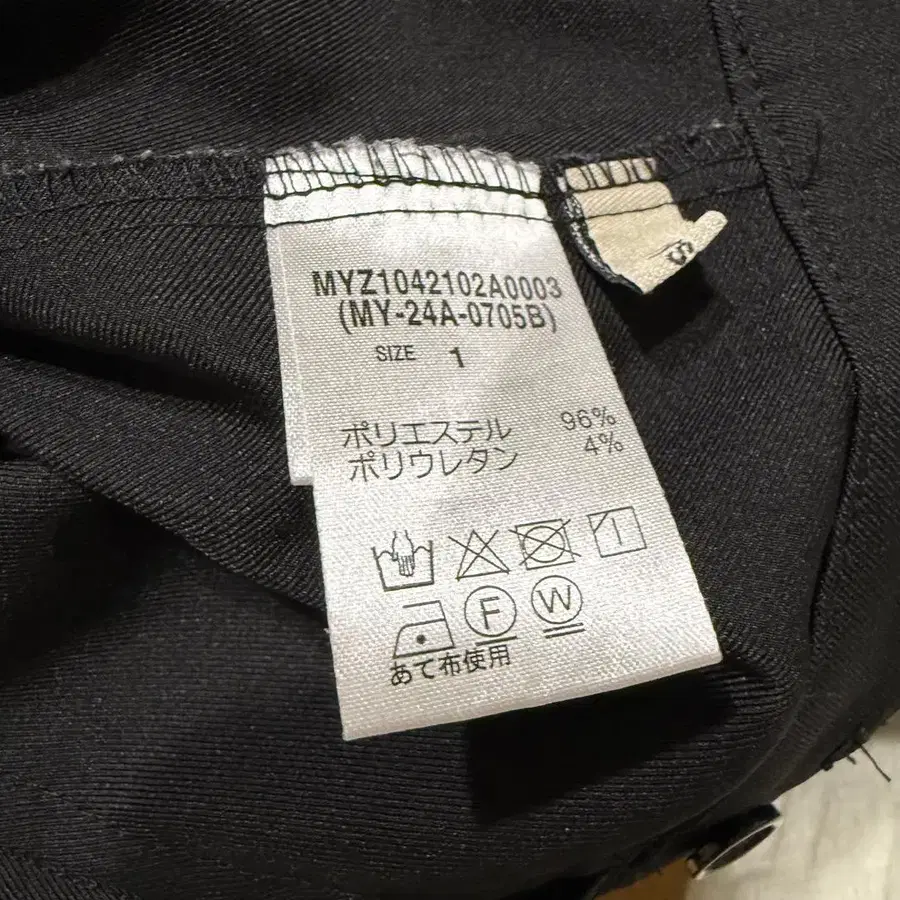 MYZ1042102A0003
(MY-24A-0705B)
SIZE 1
ポリエステル 96%
ポリウレタン 4%
F W
あて布使用
S